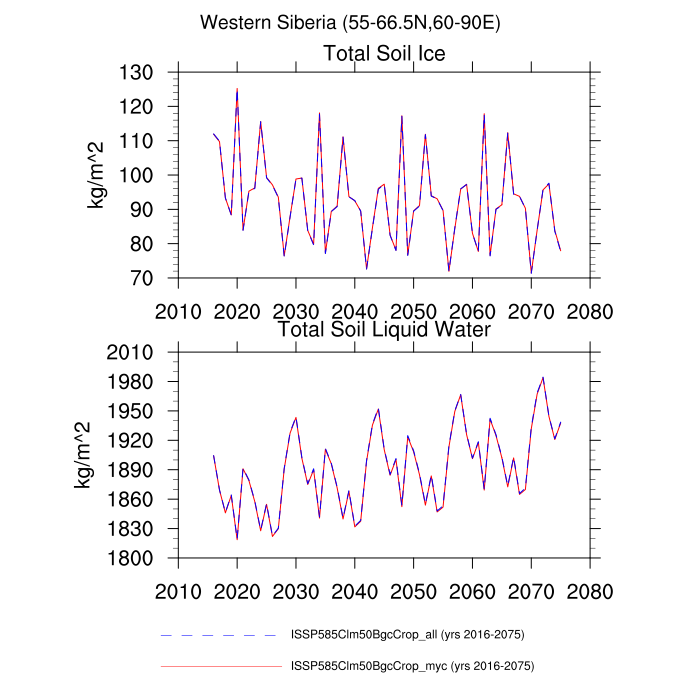 Western Siberia (55-66.5N,60-90E)
Total Soil Ice
kg/m^2
130
120
110
100
90
80
70
2010 2020 2030 2040 2050 2060 2070 2080
Total Soil Liquid Water
kg/m^2
2010
1980
1950
1920
1890
1860
1830
1800
2010 2020 2030 2040 2050 2060 2070 2080
ISSP585Clm50BgcCrop_all (yrs 2016-2075)
ISSP585Clm50BgcCrop_myc (yrs 2016-2075)